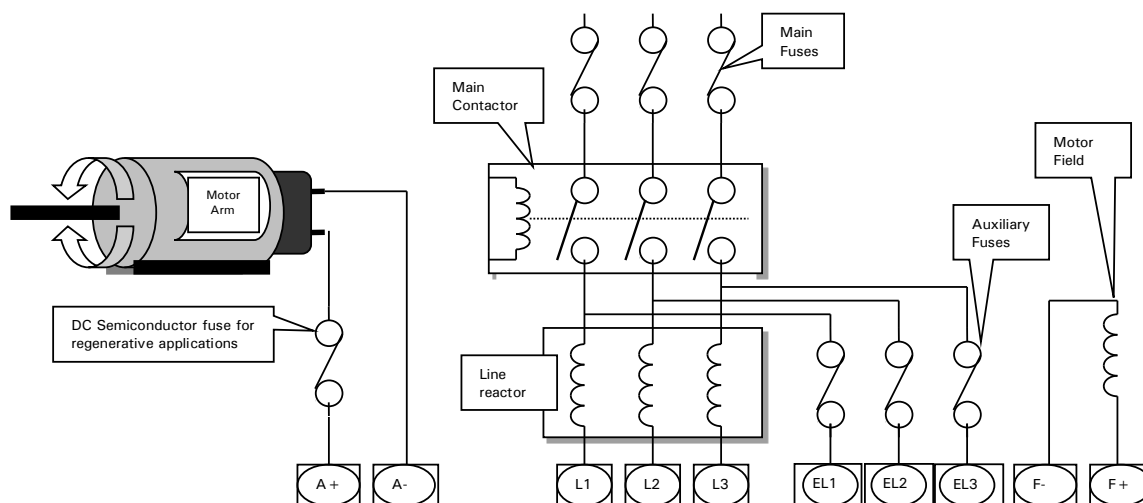 Main
Fuses
Main
Contactor
Motor
Field
Motor
Arm
Auxiliary
Fuses
DC Semiconductor fuse for
regenerative applications
Line
reactor
A+
A-
L1
L2
L3
EL1
EL2
EL3
F-
F+